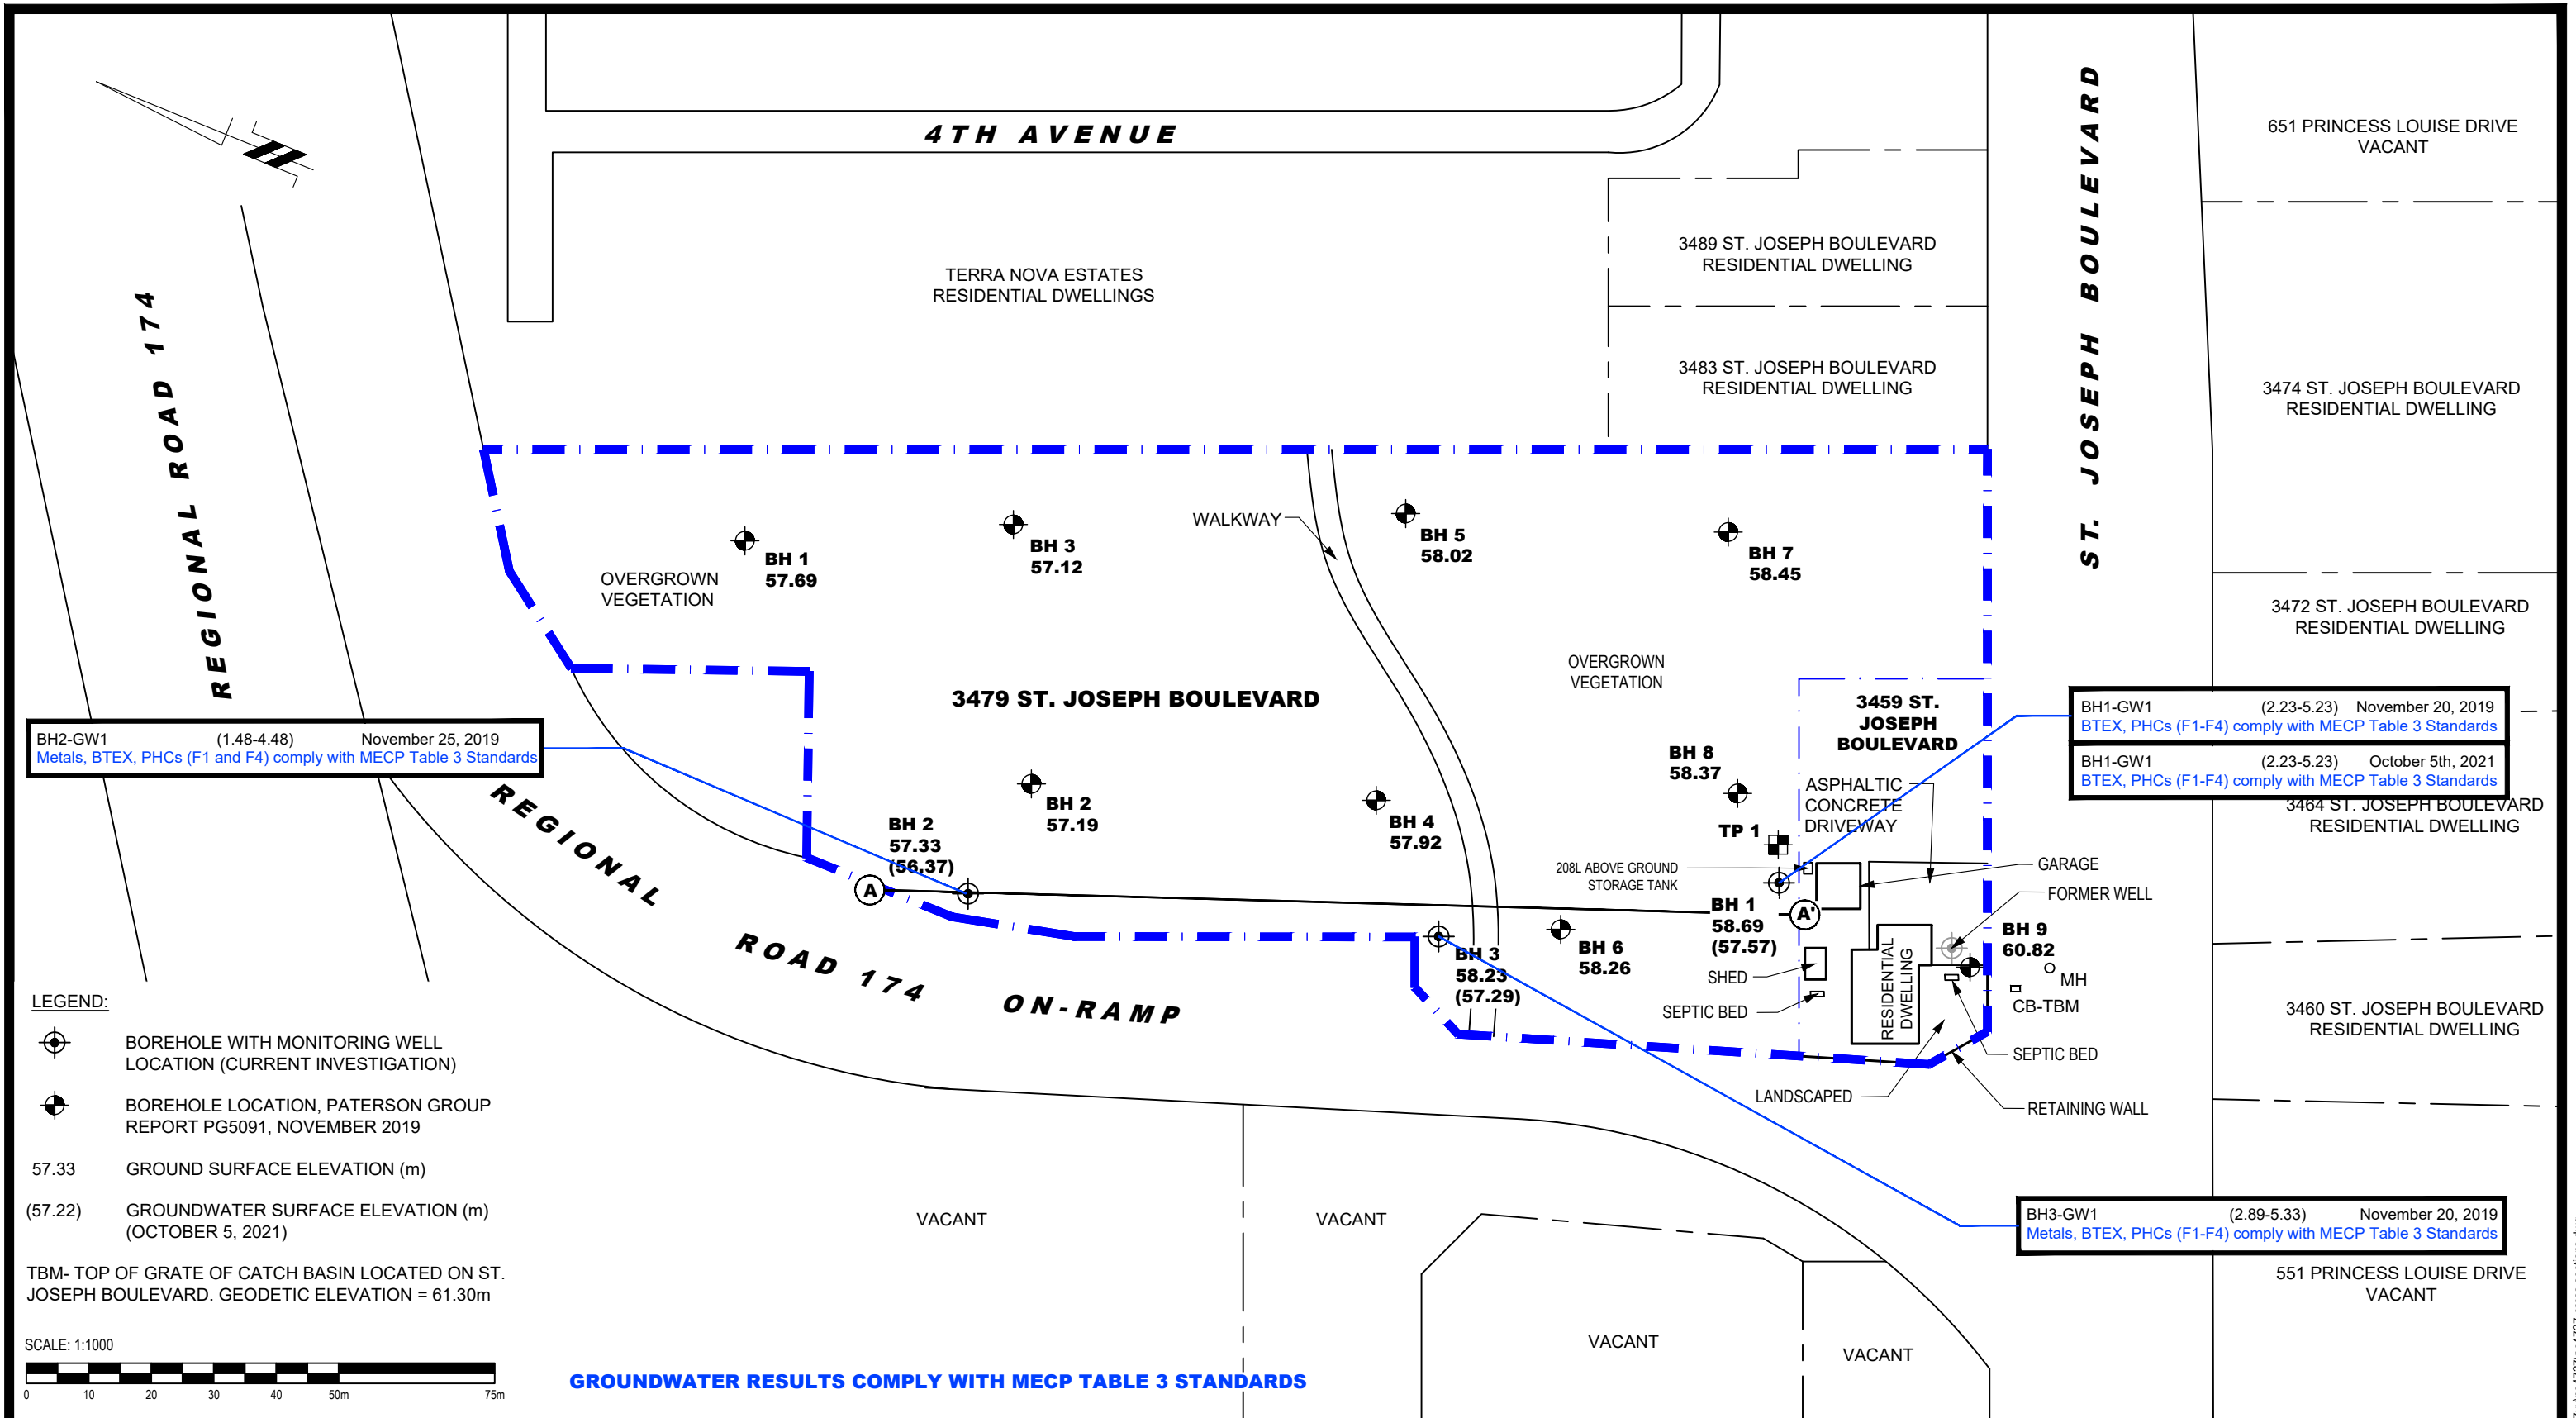 4TH AVENUE
651 PRINCESS LOUISE DRIVE
VACANT
ST. JOSEPH BOULEVARD
3489 ST. JOSEPH BOULEVARD
RESIDENTIAL DWELLING
TERRA NOVA ESTATES
RESIDENTIAL DWELLINGS
REGIONAL ROAD 174
3483 ST. JOSEPH BOULEVARD
RESIDENTIAL DWELLING
3474 ST. JOSEPH BOULEVARD
RESIDENTIAL DWELLING
WALKWAY
BH 1
57.69
BH 3
57.12
BH 5
58.02
BH 7
58.45
OVERGROWN
VEGETATION
3472 ST. JOSEPH BOULEVARD
RESIDENTIAL DWELLING
OVERGROWN
VEGETATION
3479 ST. JOSEPH BOULEVARD
3459 ST.
JOSEPH
BOULEVARD
BH1-GW1 (2.23-5.23) November 20, 2019
BTEX, PHCs (F1-F4) comply with MECP Table 3 Standards
BH1-GW1 (2.23-5.23) October 5th, 2021
BTEX, PHCs (F1-F4) comply with MECP Table 3 Standards
BH2-GW1 (1.48-4.48) November 25, 2019
Metals, BTEX, PHCs (F1 and F4) comply with MECP Table 3 Standards
3464 ST. JOSEPH BOULEVARD
RESIDENTIAL DWELLING
BH 8
58.37
ASPHALTIC
CONCRETE
DRIVEWAY
REGIONAL ROAD 174 ON-RAMP
BH 2
57.33
(56.37)
BH 2
57.19
BH 4
57.92
TP 1
208L ABOVE GROUND
STORAGE TANK
GARAGE
FORMER WELL
A
A'
BH 1
58.69
(57.57)
BH 9
60.82
BH 3
58.23
(57.29)
BH 6
58.26
SHED
SEPTIC BED
RESIDENTIAL
DWELLING
MH
CB-TBM
3460 ST. JOSEPH BOULEVARD
RESIDENTIAL DWELLING
SEPTIC BED
LANDSCAPED
RETAINING WALL
LEGEND:
BOREHOLE WITH MONITORING WELL
LOCATION (CURRENT INVESTIGATION)
BOREHOLE LOCATION, PATERSON GROUP
REPORT PG5091, NOVEMBER 2019
57.33 GROUND SURFACE ELEVATION (m)
(57.22) GROUNDWATER SURFACE ELEVATION (m)
(OCTOBER 5, 2021)
TBM- TOP OF GRATE OF CATCH BASIN LOCATED ON ST.
JOSEPH BOULEVARD. GEODETIC ELEVATION = 61.30m
SCALE: 1:1000
0 10 20 30 40 50m 75m
VACANT
VACANT
VACANT
VACANT
BH3-GW1 (2.89-5.33) November 20, 2019
Metals, BTEX, PHCs (F1-F4) comply with MECP Table 3 Standards
551 PRINCESS LOUISE DRIVE
VACANT
GROUNDWATER RESULTS COMPLY WITH MECP TABLE 3 STANDARDS